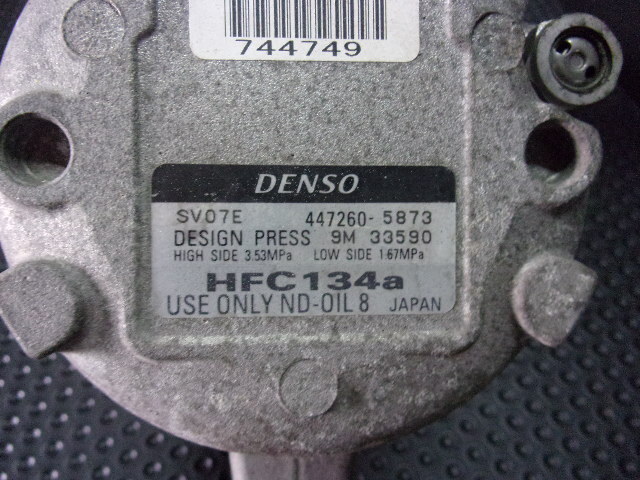 744749
DENSO
SV07E 447260-5873
DESIGN PRESS 9M 33590
HIGH SIDE 3.53MPa LOW SIDE 1.67MPa
HFC134a
USE ONLY ND-OIL 8 JAPAN